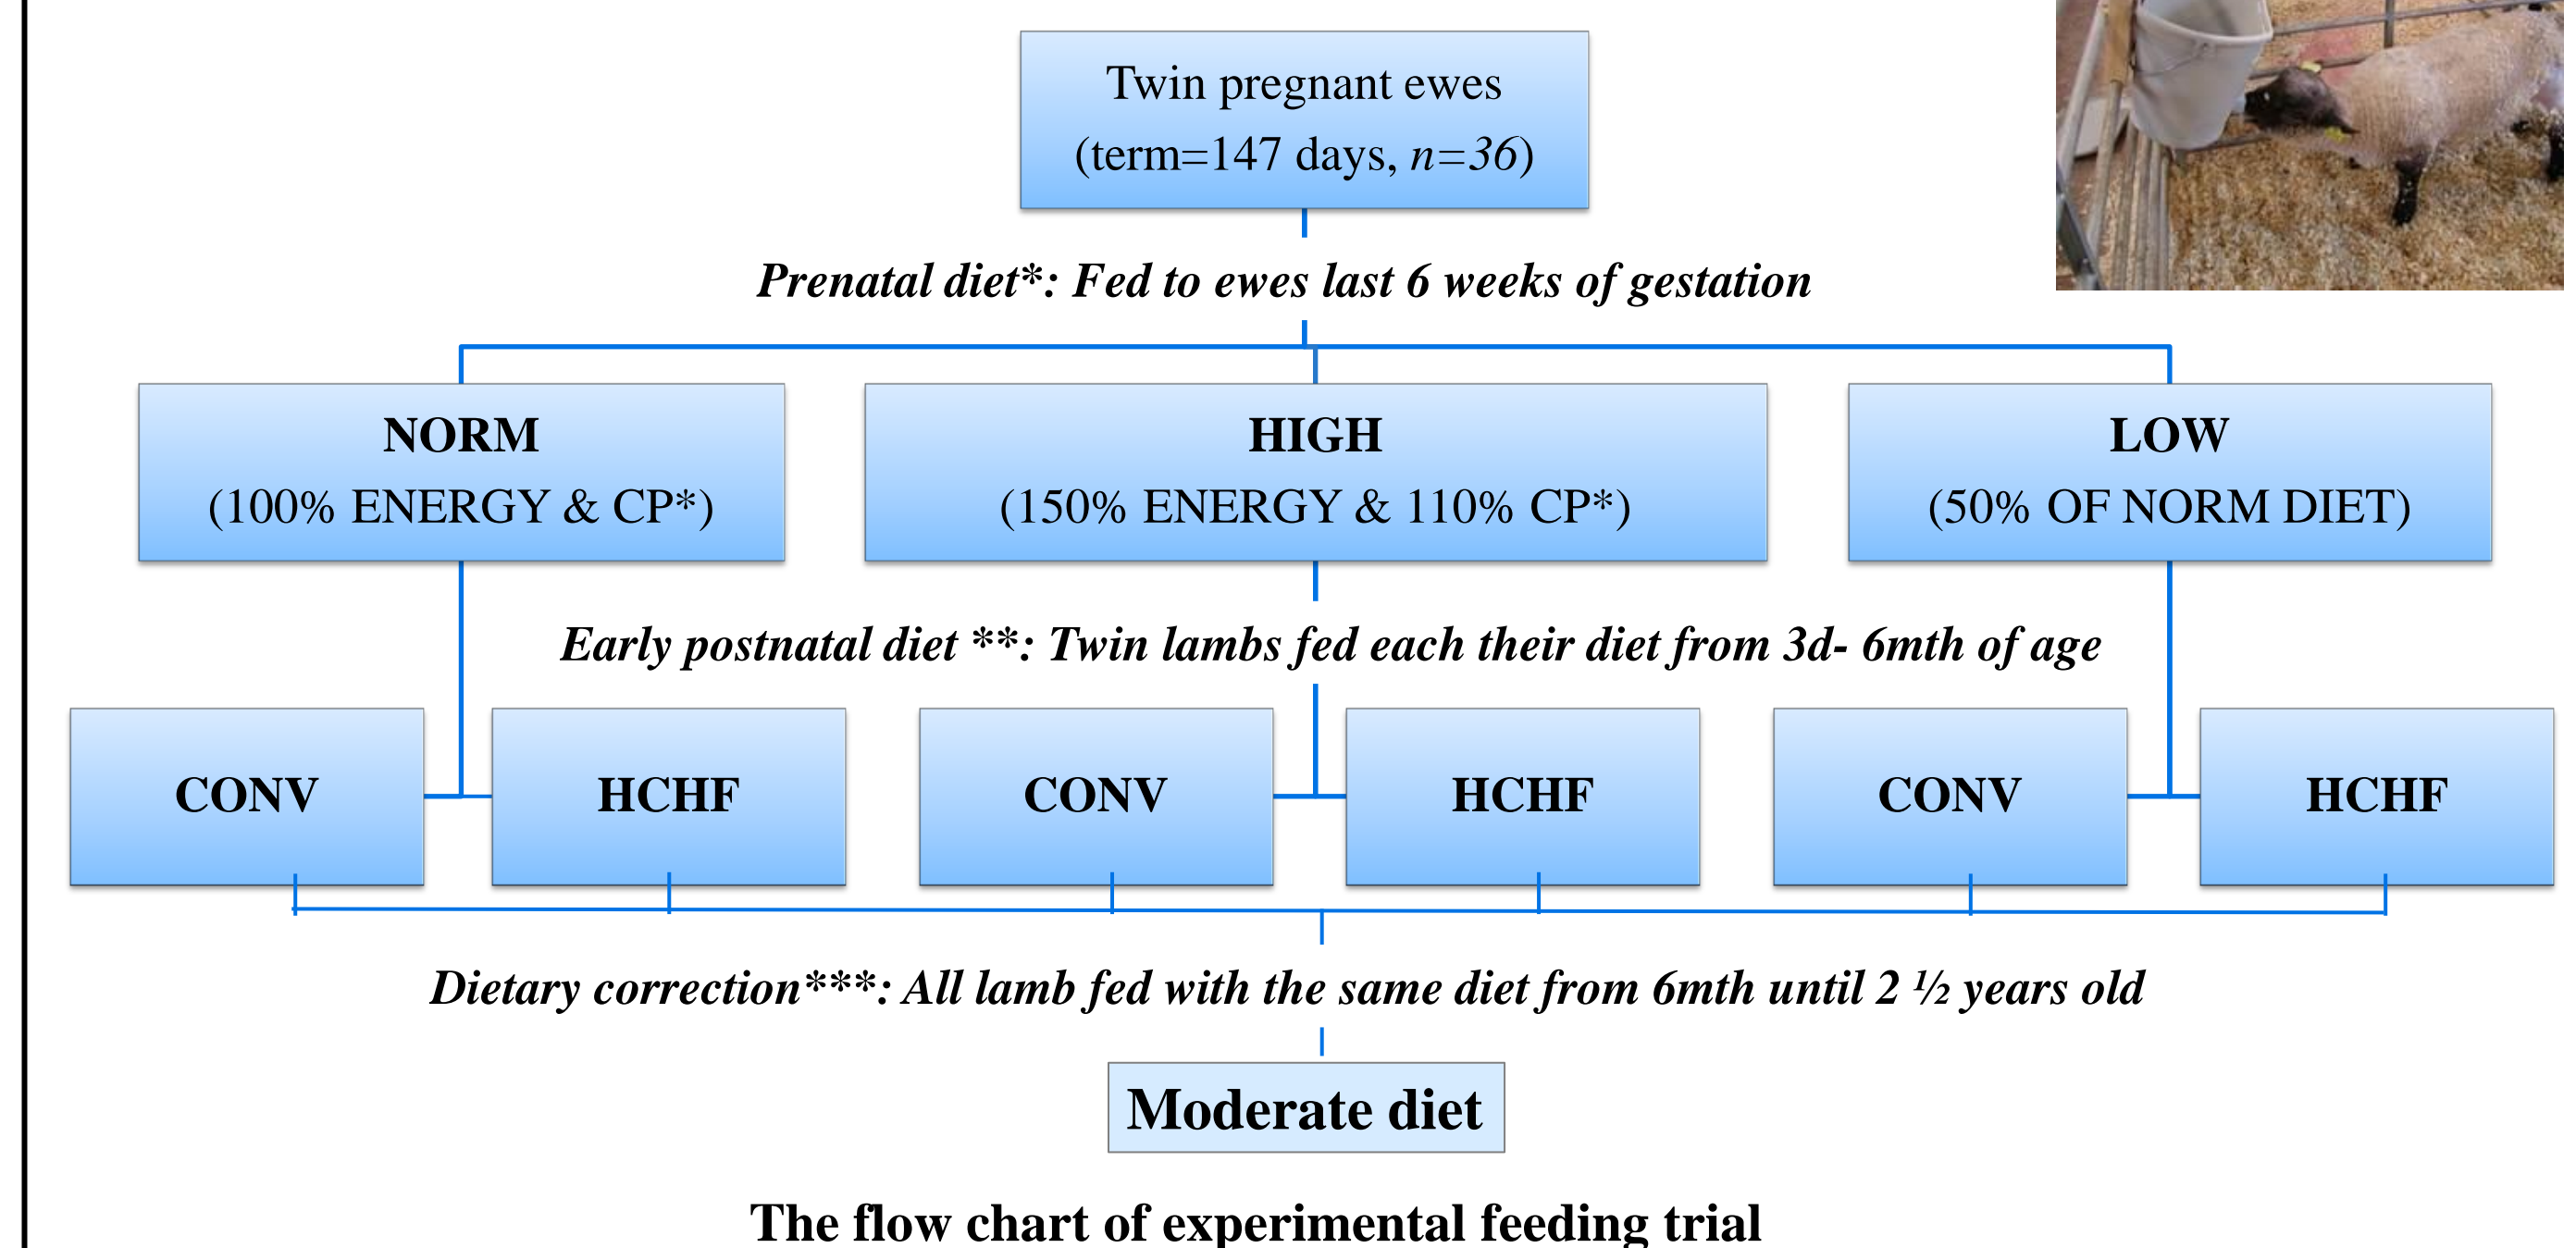 Twin pregnant ewes
(term=147 days, n=36)
Prenatal diet*: Fed to ewes last 6 weeks of gestation
NORM
(100% ENERGY & CP*)
HIGH
(150% ENERGY & 110% CP*)
LOW
(50% OF NORM DIET)
Early postnatal diet **: Twin lambs fed each their diet from 3d- 6mth of age
CONV
HCHF
CONV
HCHF
CONV
HCHF
Dietary correction***: All lamb fed with the same diet from 6mth until 2 ½ years old
Moderate diet
The flow chart of experimental feeding trial